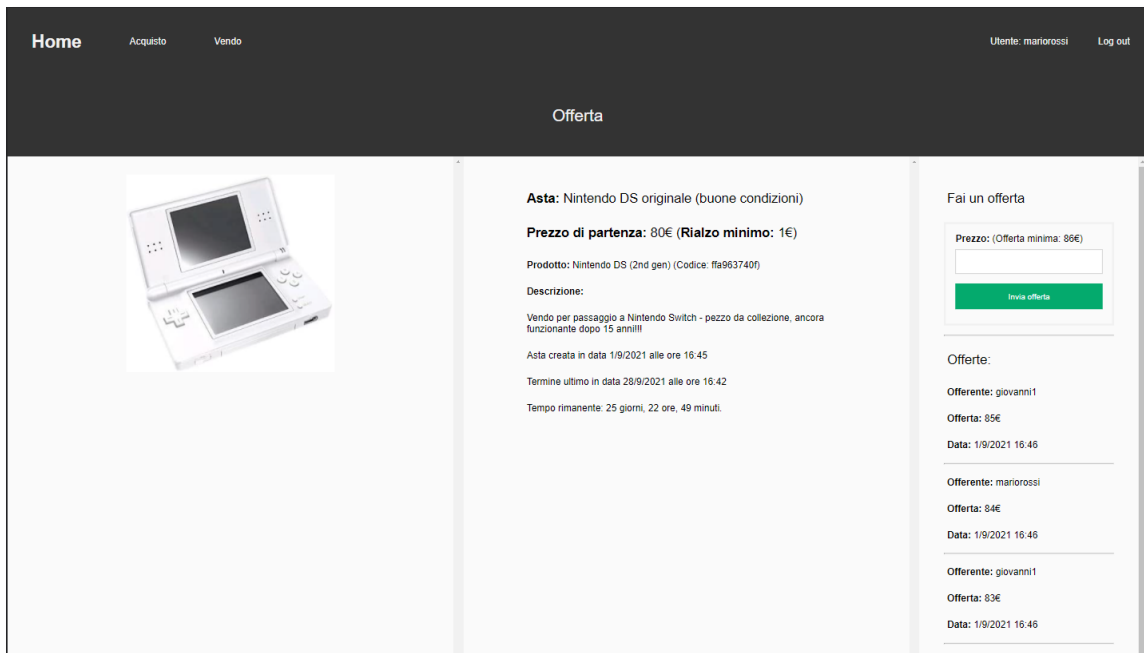 Home Acquisto Vendo Utente: mariorossi Log out
Offerta
Asta: Nintendo DS originale (buone condizioni)
Prezzo di partenza: 80€ (Rialzo minimo: 1€)
Prodotto: Nintendo DS (2nd gen) (Codice: ffa963740f)
Descrizione:
Vendo per passaggio a Nintendo Switch - pezzo da collezione, ancora
funzionante dopo 15 anni!!!
Asta creata in data 1/9/2021 alle ore 16:45
Termine ultimo in data 28/9/2021 alle ore 16:42
Tempo rimanente: 25 giorni, 22 ore, 49 minuti.
Fai un offerta
Prezzo: (Offerta minima: 86€)
Invia offerta
Offerte:
Offerente: giovanni1
Offerta: 85€
Data: 1/9/2021 16:46
Offerente: mariorossi
Offerta: 84€
Data: 1/9/2021 16:46
Offerente: giovanni1
Offerta: 83€
Data: 1/9/2021 16:46